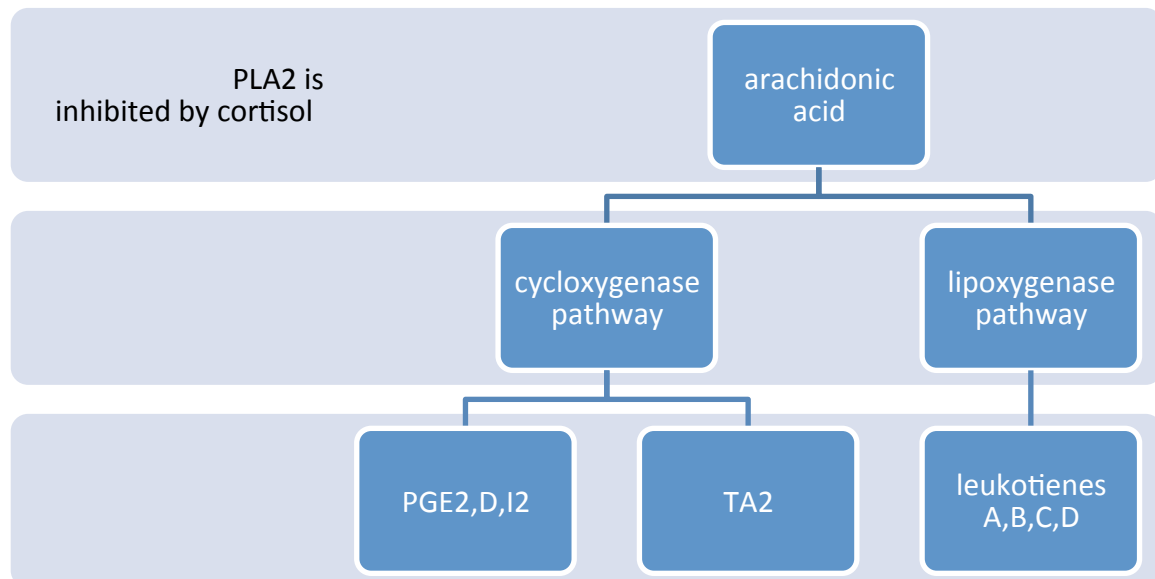 PLA2 is
inhibited by cortisol
arachidonic
acid
cycloxygenase
pathway
lipoxygenase
pathway
PGE2,D,I2
TA2
leukotienes
A,B,C,D